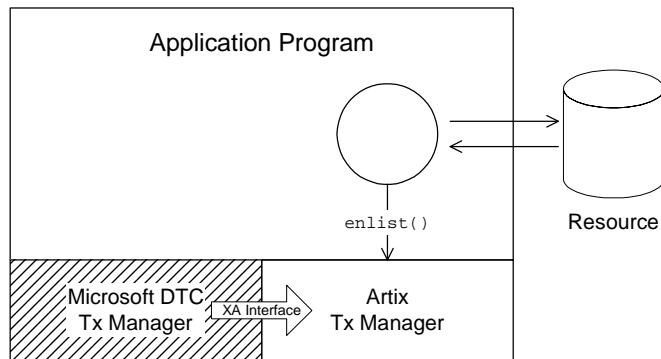 Application Program
enlist()
Resource
Microsoft DTC
Tx Manager
XA Interface
Artix
Tx Manager